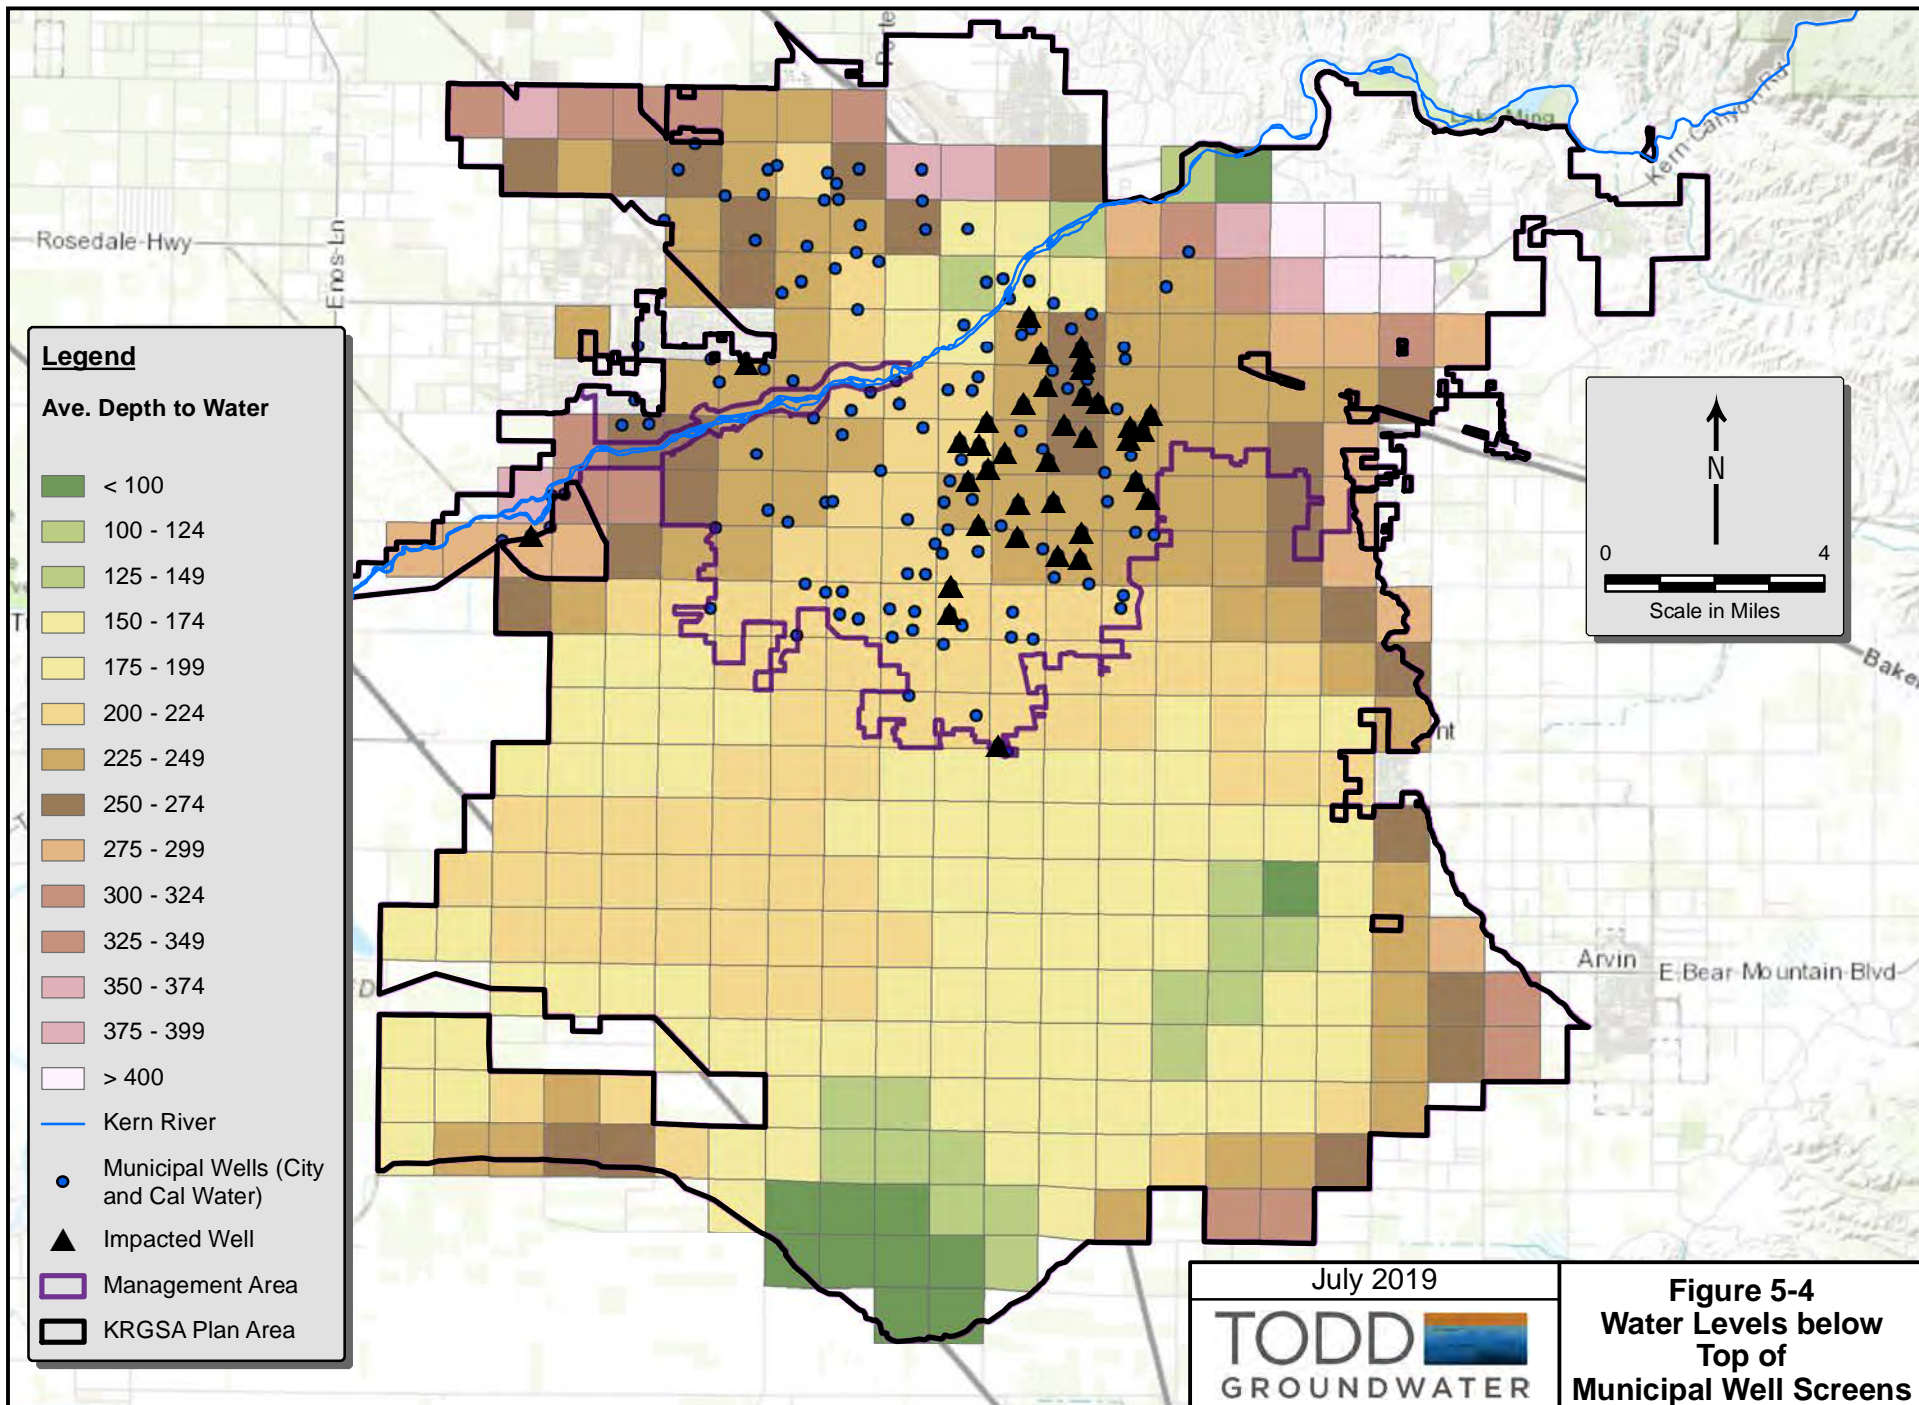 Lake Ming
Kern Canyon Rd
Rosedale Hwy
Enos Ln
Legend
Ave. Depth to Water
< 100
100 - 124
125 - 149
150 - 174
175 - 199
200 - 224
225 - 249
250 - 274
275 - 299
300 - 324
325 - 349
350 - 374
375 - 399
> 400
Kern River
Municipal Wells (City
and Cal Water)
Impacted Well
Management Area
KRGSA Plan Area
N
0 4
Scale in Miles
Baker
nt
Arvin
E Bear Mountain Blvd
D
July 2019
TODD
GROUNDWATER
Figure 5-4
Water Levels below
Top of
Municipal Well Screens